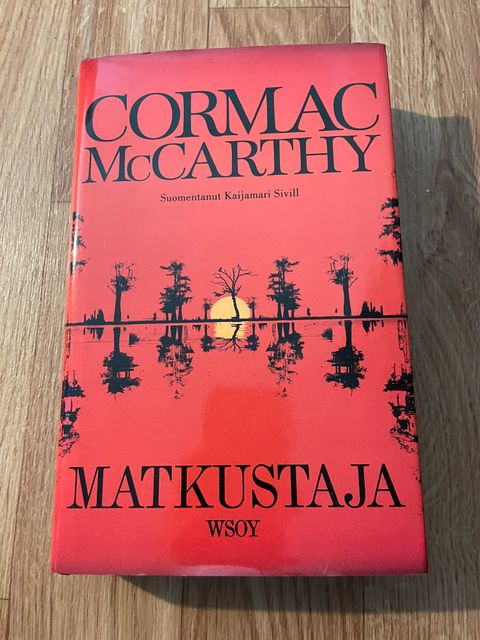 CORMAC
McCARTHY
Suomentanut Kaijamari Sivill
MATKUSTAJA
WSOY